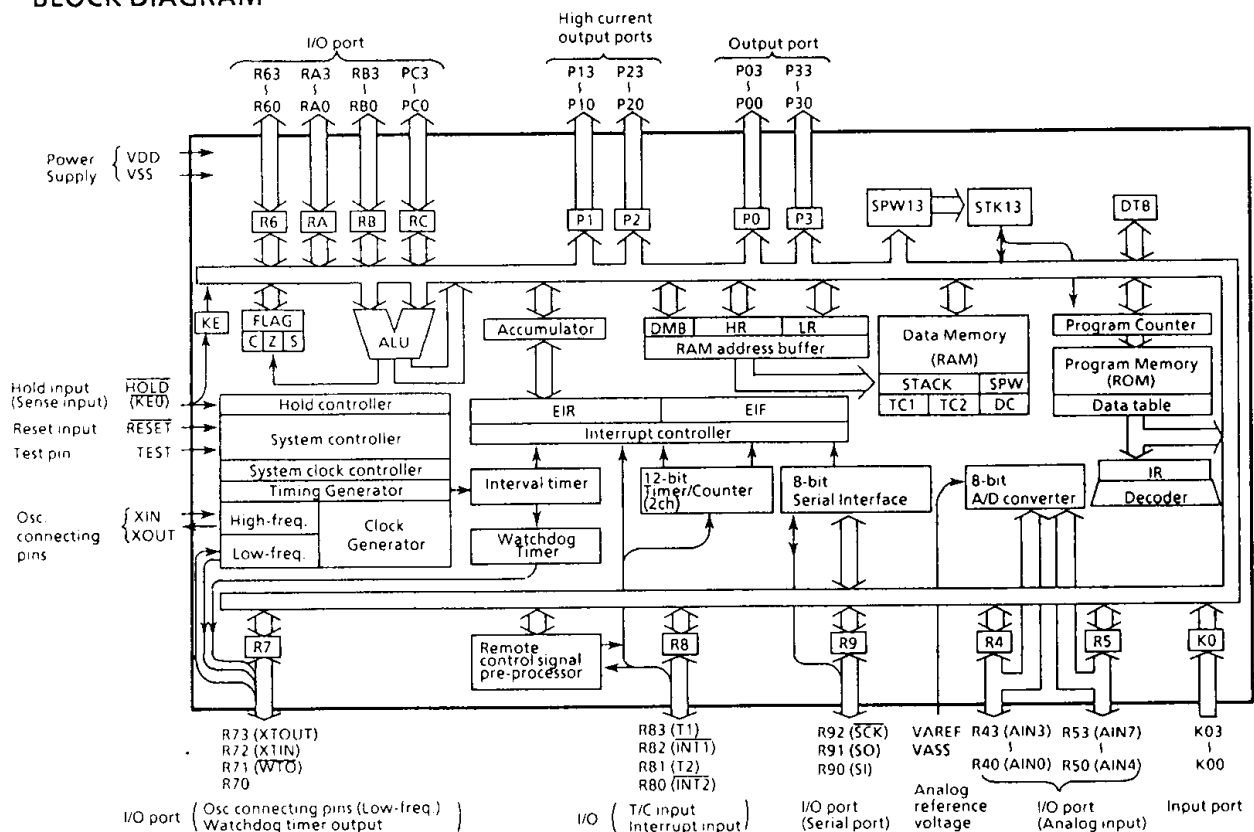 BLOCK DIAGRAM
I/O port
High current
output ports
Output port
R63 RA3 RB3 PC3
≀ ≀ ≀ ≀
R60 RA0 RB0 PC0
P13 P23
≀ ≀
P10 P20
P03 P33
≀ ≀
P00 P30
Power
Supply
VDD
VSS
R6 RA RB RC
P1 P2
P0 P3
SPW13
STK13
DTB
KE
FLAG
C Z S
ALU
Accumulator
DMB HR LR
RAM address buffer
Data Memory
(RAM)
STACK SPW
TC1 TC2 DC
Program Counter
Program Memory
(ROM)
Data table
Hold input
(Sense input)
HOLD
(KE0)
Reset input RESET
Test pin TEST
Hold controller
System controller
System clock controller
Timing Generator
High-freq.
Low-freq.
Clock
Generator
EIR EIF
Interrupt controller
Interval timer
Watchdog
Timer
12-bit
Timer/Counter
(2ch)
8-bit
Serial Interface
8-bit
A/D converter
IR
Decoder
Osc.
connecting
pins
XIN
XOUT
R7
Remote
control signal
pre-processor
R8
R9
R4
R5
K0
R73 (XTOUT)
R72 (XTIN)
R71 (WTO)
R70
R83 (T1)
R82 (INT1)
R81 (T2)
R80 (INT2)
R92 (SCK)
R91 (SO)
R90 (SI)
VAREF
VASS
R43 (AIN3)
≀
R40 (AIN0)
R53 (AIN7)
≀
R50 (AIN4)
K03
≀
K00
I/O port (Osc connecting pins (Low-freq.)
Watchdog timer output)
I/O (T/C input
Interrupt input)
I/O port
(Serial port)
Analog
reference
voltage
I/O port
(Analog input)
Input port